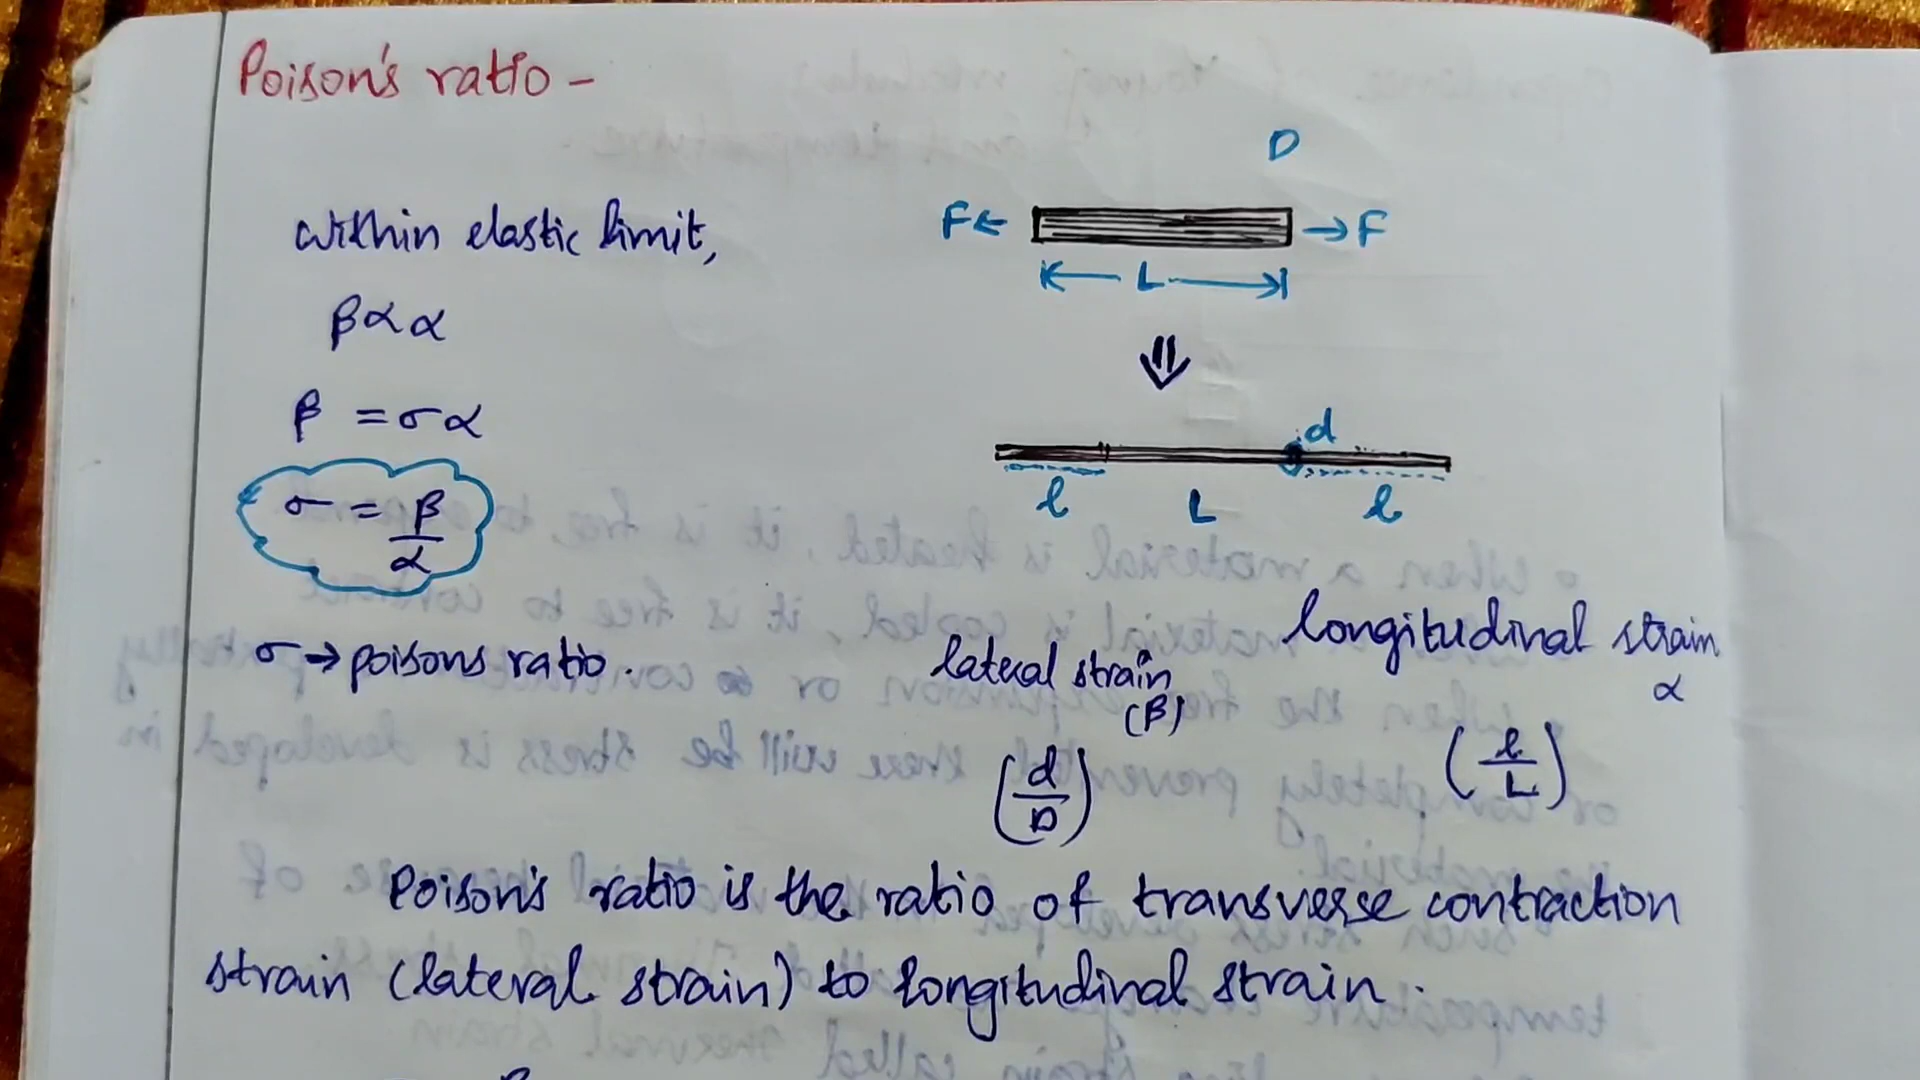 Poison's ratio -
D
within elastic limit,
F ← → F
L
β ∝ α
β = σ α
d
σ = β/α
l L l
σ → poisons ratio.
lateral strain
(β)
longitudinal strain
α
(d/D)
(l/L)
Poison's ratio is the ratio of transverse contraction
strain (lateral strain) to longitudinal strain.